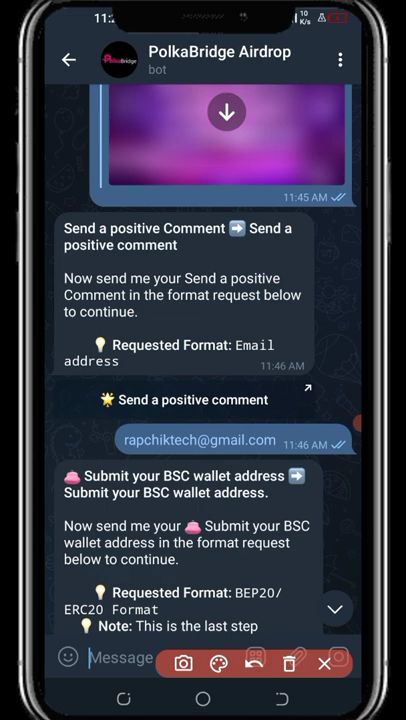 11:2
10
K/s
PolkaBridge Airdrop
PolkaBridge
bot
11:45 AM
Send a positive Comment ➡️ Send a
positive comment
Now send me your Send a positive
Comment in the format request below
to continue.
💡 Requested Format: Email
address
11:46 AM
🌟 Send a positive comment
rapchiktech@gmail.com 11:46 AM
👛 Submit your BSC wallet address ➡️
Submit your BSC wallet address.
Now send me your 👛 Submit your BSC
wallet address in the format request
below to continue.
💡 Requested Format: BEP20/
ERC20 Format
💡 Note: This is the last step
Message